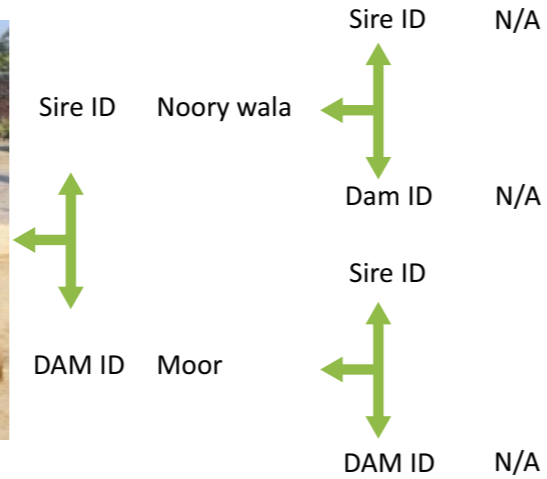 Sire ID N/A
Sire ID Noory wala
Dam ID N/A
Sire ID
DAM ID Moor
DAM ID N/A